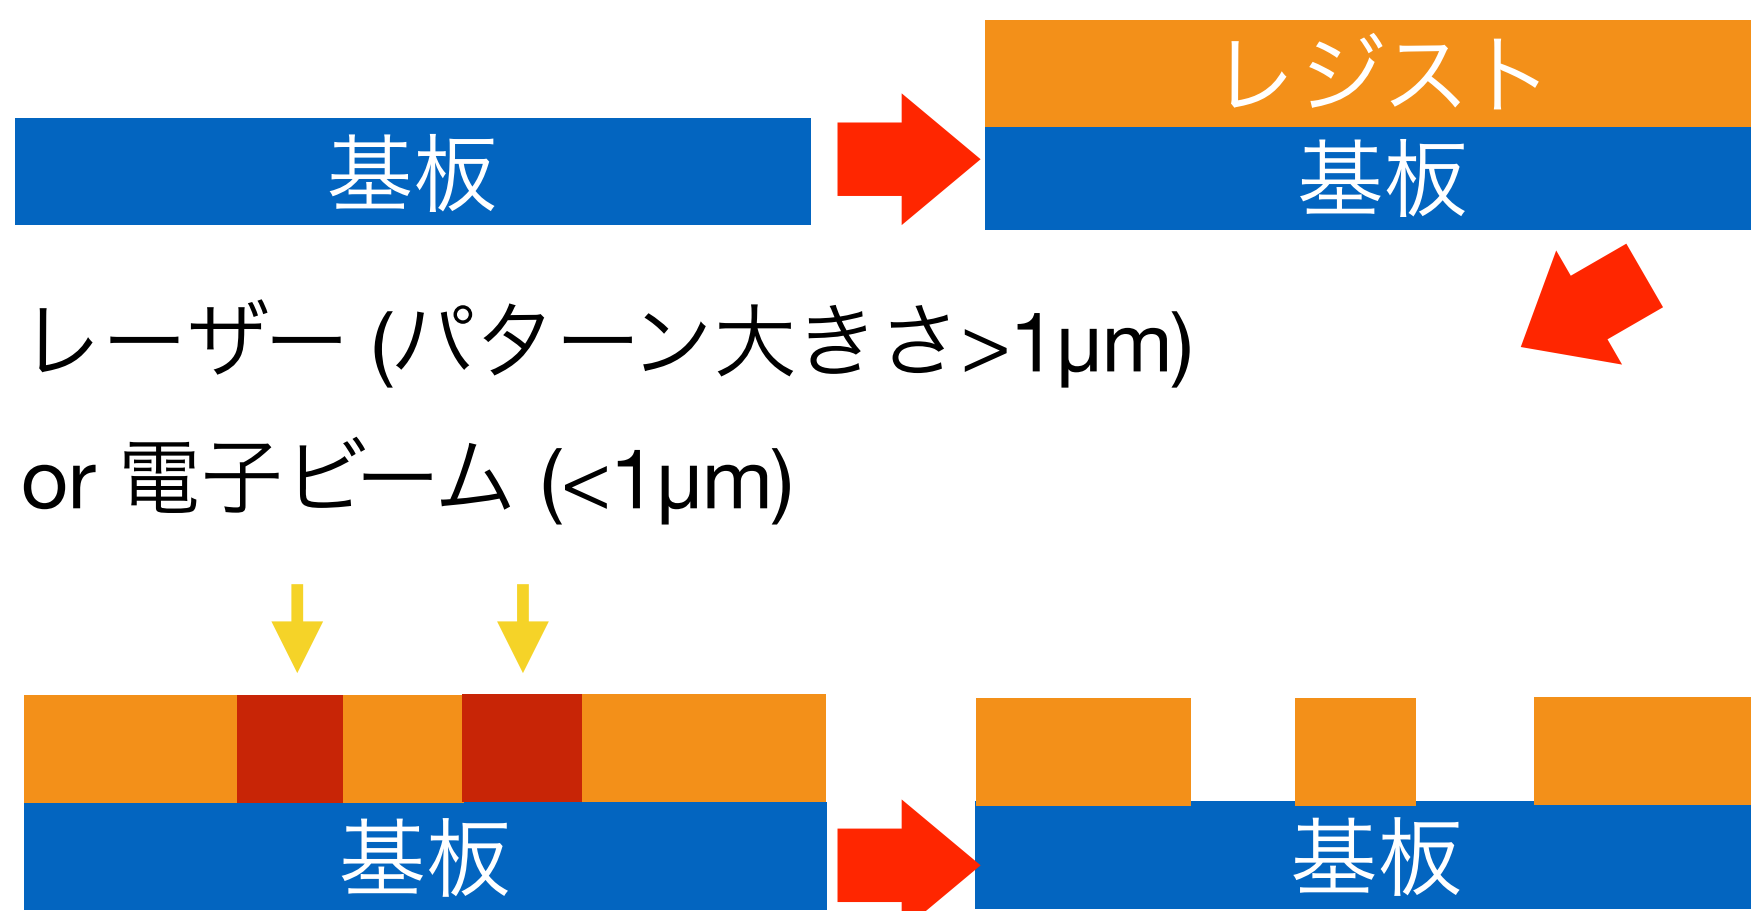 レジスト
基板
基板
レーザー (パターン大きさ>1μm)
or 電子ビーム (<1μm)
基板
基板